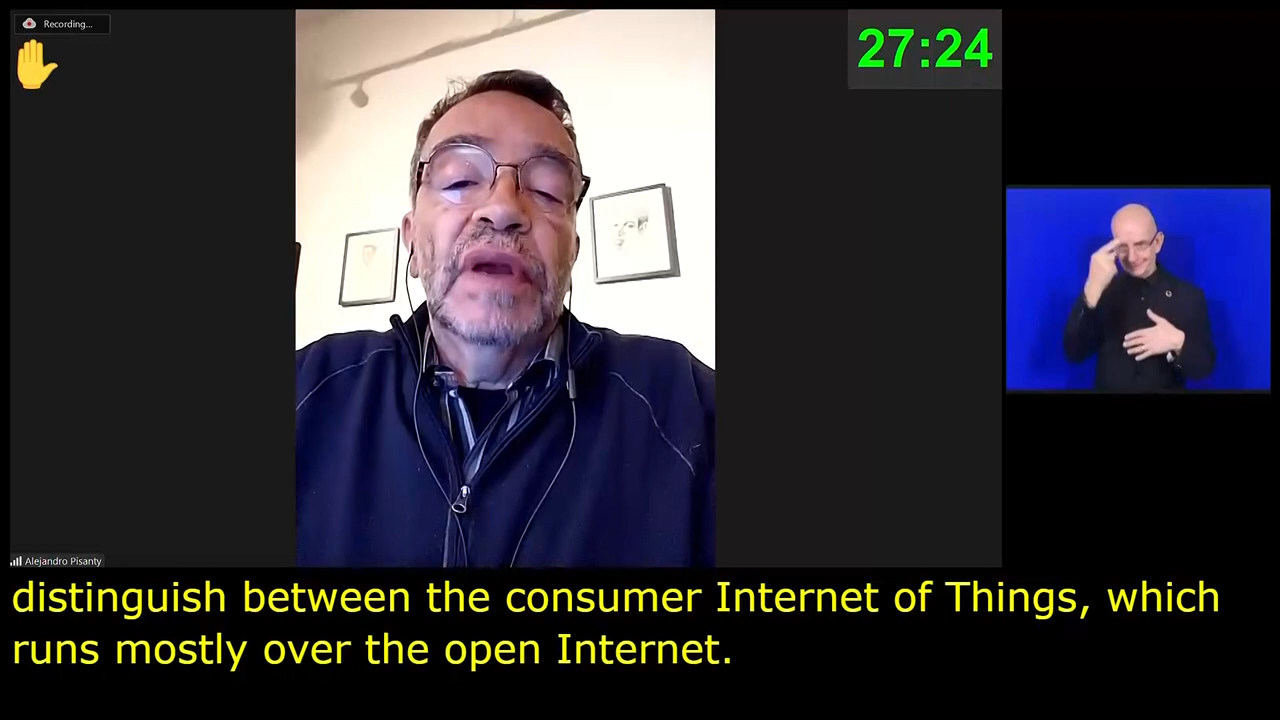 Recording...
27:24
Alejandro Pisanty
distinguish between the consumer Internet of Things, which
runs mostly over the open Internet.